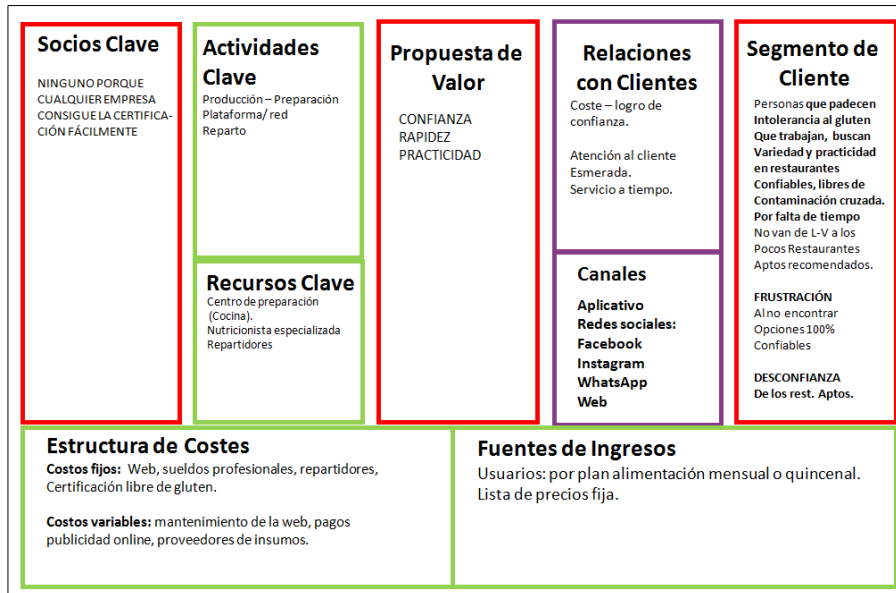 Socios Clave
NINGUNO PORQUE
CUALQUIER EMPRESA
CONSIGUE LA CERTIFICA-
CIÓN FÁCILMENTE
Actividades
Clave
Producción – Preparación
Plataforma/ red
Reparto
Recursos Clave
Centro de preparación
(Cocina).
Nutricionista especializada
Repartidores
Propuesta de
Valor
CONFIANZA
RAPIDEZ
PRACTICIDAD
Relaciones
con Clientes
Coste – logro de
confianza.
Atención al cliente
Esmerada.
Servicio a tiempo.
Canales
Aplicativo
Redes sociales:
Facebook
Instagram
WhatsApp
Web
Segmento de
Cliente
Personas que padecen
Intolerancia al gluten
Que trabajan, buscan
Variedad y practicidad
en restaurantes
Confiables, libres de
Contaminación cruzada.
Por falta de tiempo
No van de L-V a los
Pocos Restaurantes
Aptos recomendados.
FRUSTRACIÓN
Al no encontrar
Opciones 100%
Confiables
DESCONFIANZA
De los rest. Aptos.
Estructura de Costes
Costos fijos: Web, sueldos profesionales, repartidores,
Certificación libre de gluten.
Costos variables: mantenimiento de la web, pagos
publicidad online, proveedores de insumos.
Fuentes de Ingresos
Usuarios: por plan alimentación mensual o quincenal.
Lista de precios fija.